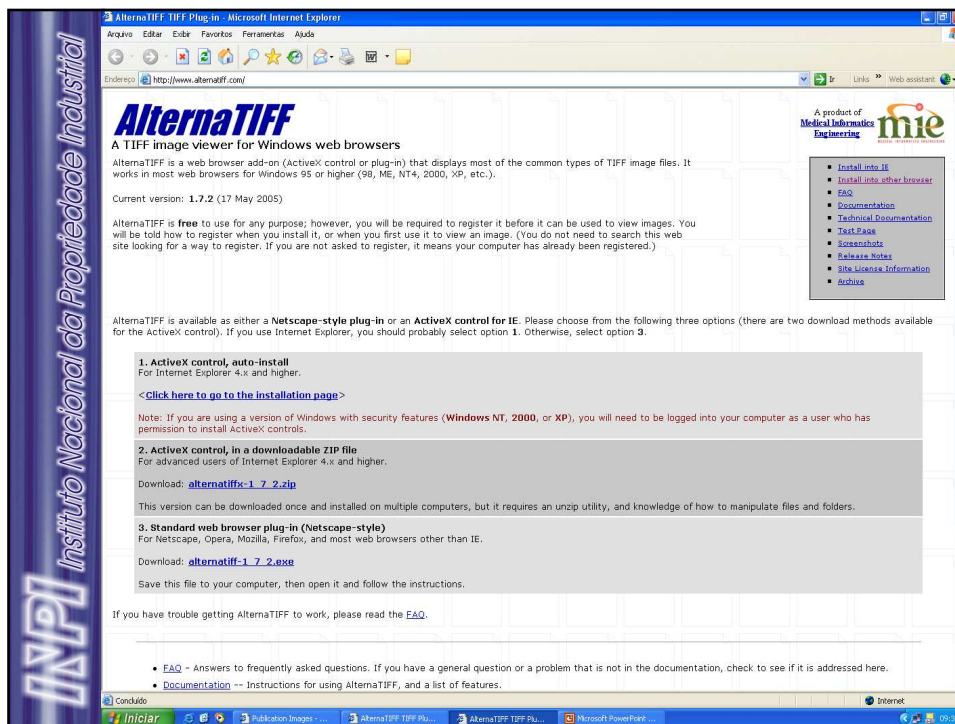 INPI Instituto Nacional da Propriedade Industrial
AlternaTIFF TIFF Plug-in - Microsoft Internet Explorer
Arquivo Editar Exibir Favoritos Ferramentas Ajuda
Endereço http://www.alternatiff.com/ Ir Links » Web assistant
AlternaTIFF
A TIFF image viewer for Windows web browsers
A product of
Medical Informatics
Engineering
mie
MEDICAL INFORMATICS ENGINEERING
AlternaTIFF is a web browser add-on (ActiveX control or plug-in) that displays most of the common types of TIFF image files. It
works in most web browsers for Windows 95 or higher (98, ME, NT4, 2000, XP, etc.).
Current version: 1.7.2 (17 May 2005)
AlternaTIFF is free to use for any purpose; however, you will be required to register it before it can be used to view images. You
will be told how to register when you install it, or when you first use it to view an image. (You do not need to search this web
site looking for a way to register. If you are not asked to register, it means your computer has already been registered.)
Install into IE
Install into other browser
FAQ
Documentation
Technical Documentation
Test Page
Screenshots
Release Notes
Site License Information
Archive
AlternaTIFF is available as either a Netscape-style plug-in or an ActiveX control for IE. Please choose from the following three options (there are two download methods available
for the ActiveX control). If you use Internet Explorer, you should probably select option 1. Otherwise, select option 3.
1. ActiveX control, auto-install
For Internet Explorer 4.x and higher.
<Click here to go to the installation page>
Note: If you are using a version of Windows with security features (Windows NT, 2000, or XP), you will need to be logged into your computer as a user who has
permission to install ActiveX controls.
2. ActiveX control, in a downloadable ZIP file
For advanced users of Internet Explorer 4.x and higher.
Download: alternatiffx-1_7_2.zip
This version can be downloaded once and installed on multiple computers, but it requires an unzip utility, and knowledge of how to manipulate files and folders.
3. Standard web browser plug-in (Netscape-style)
For Netscape, Opera, Mozilla, Firefox, and most web browsers other than IE.
Download: alternatiff-1_7_2.exe
Save this file to your computer, then open it and follow the instructions.
If you have trouble getting AlternaTIFF to work, please read the FAQ.
• FAQ - Answers to frequently asked questions. If you have a general question or a problem that is not in the documentation, check to see if it is addressed here.
• Documentation -- Instructions for using AlternaTIFF, and a list of features.
Concluído Internet
Iniciar Publication Images - ... AlternaTIFF TIFF Plu... AlternaTIFF TIFF Plu... Microsoft PowerPoint ...